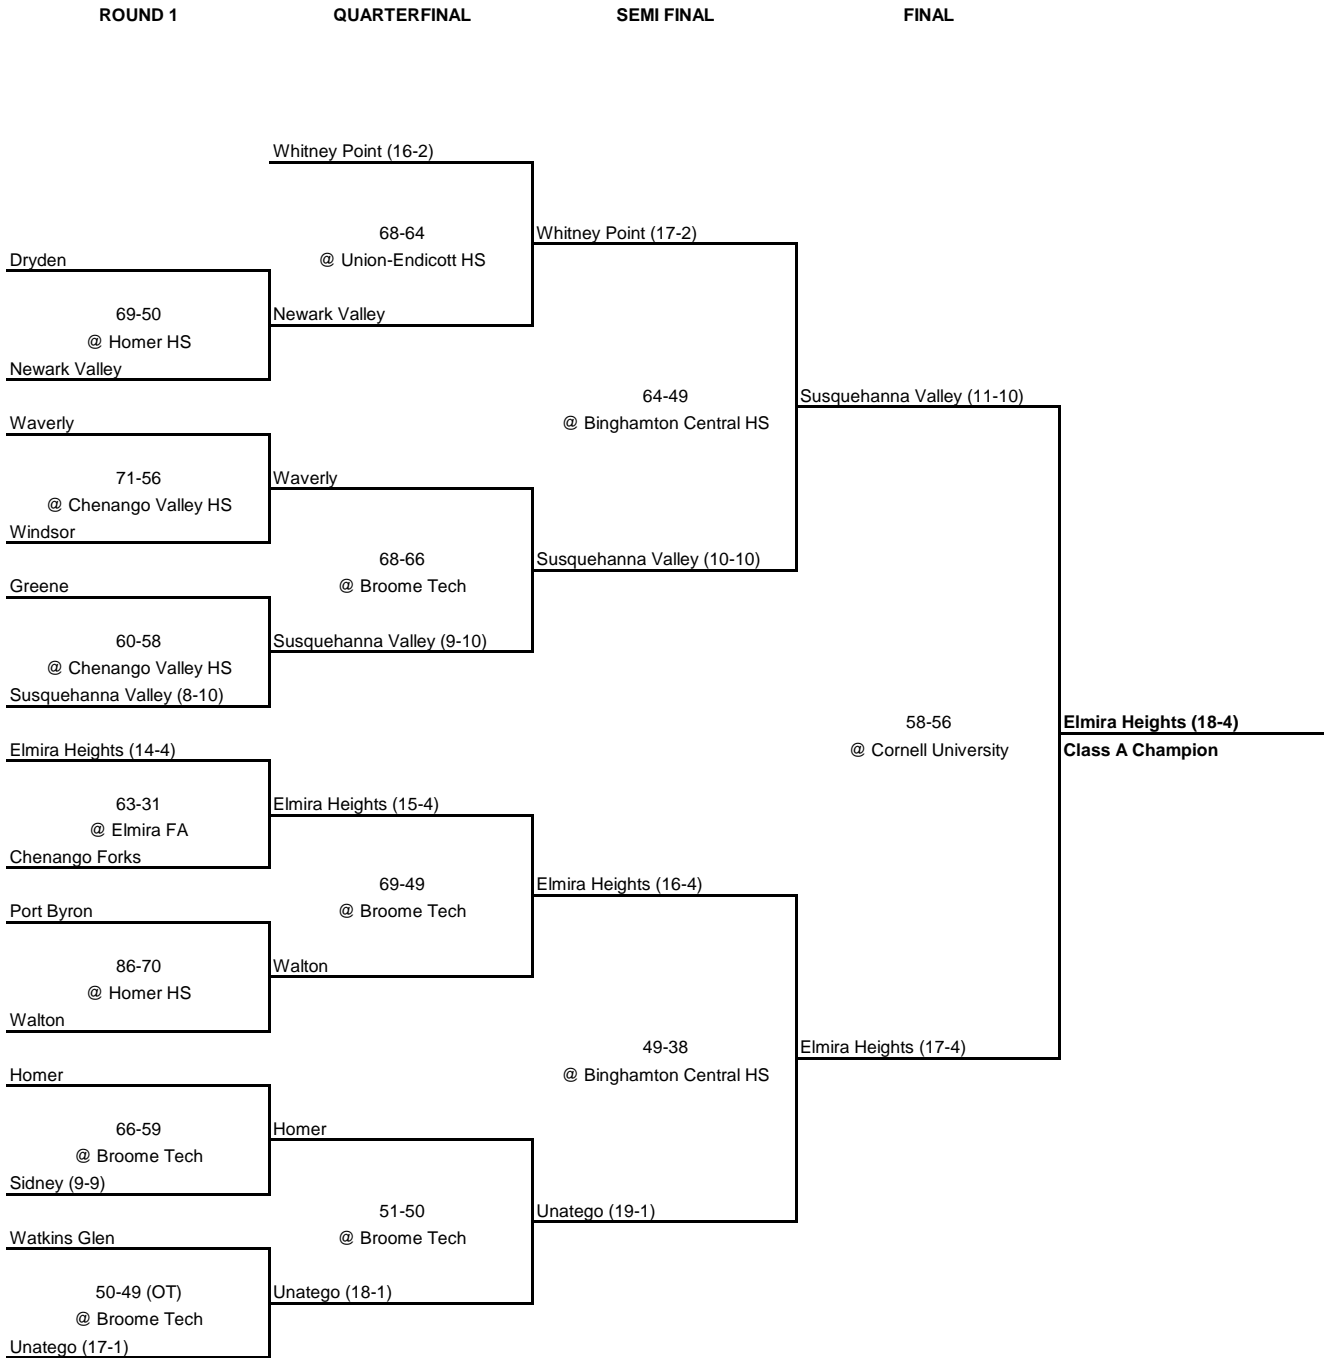 ROUND 1 QUARTERFINAL SEMI FINAL FINAL
Whitney Point (16-2)
68-64 Whitney Point (17-2)
Dryden @ Union-Endicott HS
69-50 Newark Valley
@ Homer HS
Newark Valley
64-49 Susquehanna Valley (11-10)
Waverly @ Binghamton Central HS
71-56 Waverly
@ Chenango Valley HS
Windsor
68-66 Susquehanna Valley (10-10)
Greene @ Broome Tech
60-58 Susquehanna Valley (9-10)
@ Chenango Valley HS
Susquehanna Valley (8-10)
58-56 Elmira Heights (18-4)
Elmira Heights (14-4) @ Cornell University Class A Champion
63-31 Elmira Heights (15-4)
@ Elmira FA
Chenango Forks
69-49 Elmira Heights (16-4)
Port Byron @ Broome Tech
86-70 Walton
@ Homer HS
Walton
49-38 Elmira Heights (17-4)
Homer @ Binghamton Central HS
66-59 Homer
@ Broome Tech
Sidney (9-9)
51-50 Unatego (19-1)
Watkins Glen @ Broome Tech
50-49 (OT) Unatego (18-1)
@ Broome Tech
Unatego (17-1)